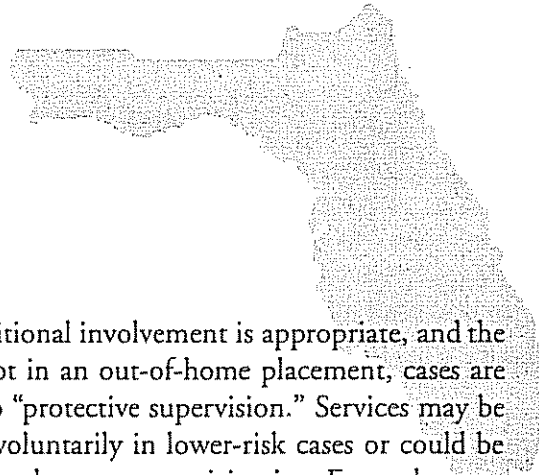 itional involvement is appropriate, and the
ot in an out-of-home placement, cases are
“protective supervision.” Services may be
voluntarily in lower-risk cases or could be